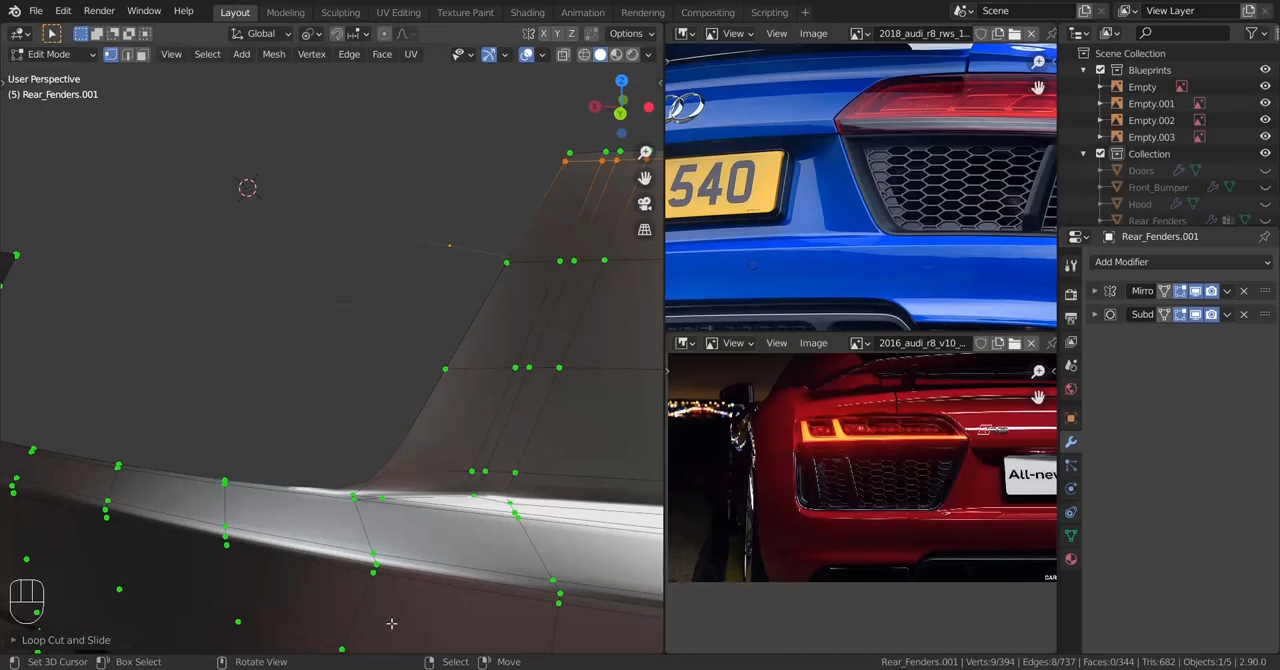 File Edit Render Window Help Layout Modeling Sculpting UV Editing Texture Paint Shading Animation Rendering Compositing Scripting + Scene View Layer
Global X Y Z Options View Image 2018_audi_r8_rws_1...
Edit Mode View Select Add Mesh Vertex Edge Face UV
User Perspective
(5) Rear_Fenders.001
Z
X
Y
540
View View Image 2016_audi_r8_v10_...
All-new
CAR
Loop Cut and Slide
Scene Collection
Blueprints
Empty
Empty.001
Empty.002
Empty.003
Collection
Doors
Front_Bumper
Hood
Rear_Fenders
Rear_Fenders.001
Add Modifier
Mirro
Subd
Set 3D Cursor Box Select Rotate View Select Move Rear_Fenders.001 | Verts:9/394 | Edges:8/737 | Faces:0/344 | Tris:682 | Objects:1/5 | 2.90.0